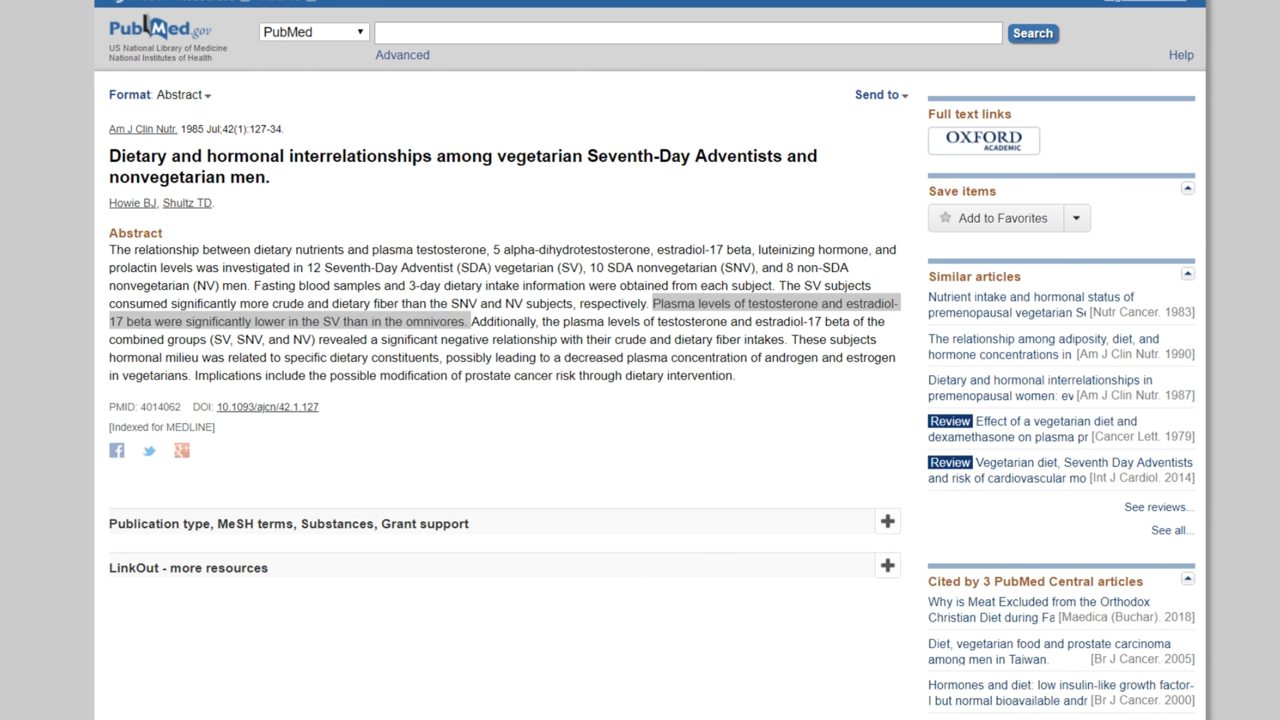 PubMed.gov
US National Library of Medicine
National Institutes of Health
PubMed
Search
Advanced
Help
Format: Abstract
Send to
Am J Clin Nutr. 1985 Jul;42(1):127-34.
Dietary and hormonal interrelationships among vegetarian Seventh-Day Adventists and
nonvegetarian men.
Howie BJ, Shultz TD.
Abstract
The relationship between dietary nutrients and plasma testosterone, 5 alpha-dihydrotestosterone, estradiol-17 beta, luteinizing hormone, and
prolactin levels was investigated in 12 Seventh-Day Adventist (SDA) vegetarian (SV), 10 SDA nonvegetarian (SNV), and 8 non-SDA
nonvegetarian (NV) men. Fasting blood samples and 3-day dietary intake information were obtained from each subject. The SV subjects
consumed significantly more crude and dietary fiber than the SNV and NV subjects, respectively. Plasma levels of testosterone and estradiol-
17 beta were significantly lower in the SV than in the omnivores. Additionally, the plasma levels of testosterone and estradiol-17 beta of the
combined groups (SV, SNV, and NV) revealed a significant negative relationship with their crude and dietary fiber intakes. These subjects
hormonal milieu was related to specific dietary constituents, possibly leading to a decreased plasma concentration of androgen and estrogen
in vegetarians. Implications include the possible modification of prostate cancer risk through dietary intervention.
PMID: 4014062 DOI: 10.1093/ajcn/42.1.127
[Indexed for MEDLINE]
Publication type, MeSH terms, Substances, Grant support
LinkOut - more resources
Full text links
OXFORD
ACADEMIC
Save items
Add to Favorites
Similar articles
Nutrient intake and hormonal status of
premenopausal vegetarian Se [Nutr Cancer. 1983]
The relationship among adiposity, diet, and
hormone concentrations in [Am J Clin Nutr. 1990]
Dietary and hormonal interrelationships in
premenopausal women: ev [Am J Clin Nutr. 1987]
Review Effect of a vegetarian diet and
dexamethasone on plasma pr [Cancer Lett. 1979]
Review Vegetarian diet, Seventh Day Adventists
and risk of cardiovascular mo [Int J Cardiol. 2014]
See reviews...
See all...
Cited by 3 PubMed Central articles
Why is Meat Excluded from the Orthodox
Christian Diet during Fa [Maedica (Buchar). 2018]
Diet, vegetarian food and prostate carcinoma
among men in Taiwan. [Br J Cancer. 2005]
Hormones and diet: low insulin-like growth factor-
I but normal bioavailable andr [Br J Cancer. 2000]